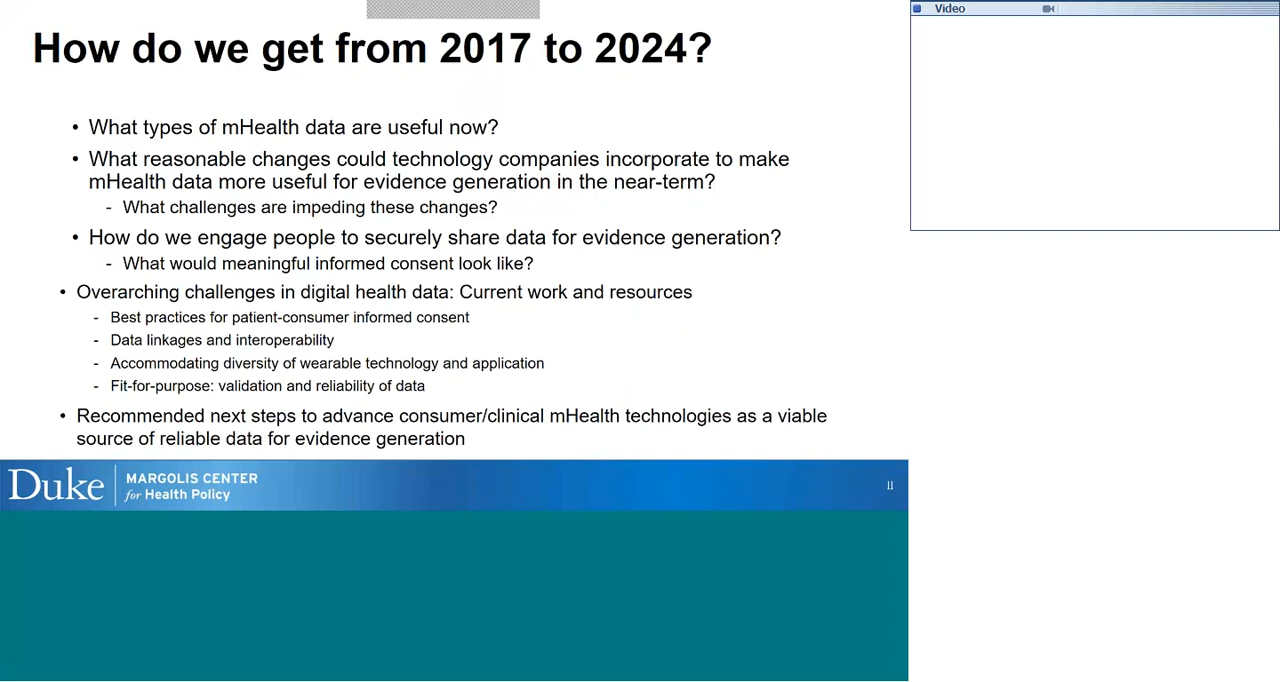 How do we get from 2017 to 2024?
Video
• What types of mHealth data are useful now?
• What reasonable changes could technology companies incorporate to make
mHealth data more useful for evidence generation in the near-term?
- What challenges are impeding these changes?
• How do we engage people to securely share data for evidence generation?
- What would meaningful informed consent look like?
• Overarching challenges in digital health data: Current work and resources
- Best practices for patient-consumer informed consent
- Data linkages and interoperability
- Accommodating diversity of wearable technology and application
- Fit-for-purpose: validation and reliability of data
• Recommended next steps to advance consumer/clinical mHealth technologies as a viable
source of reliable data for evidence generation
Duke
MARGOLIS CENTER
for Health Policy
11